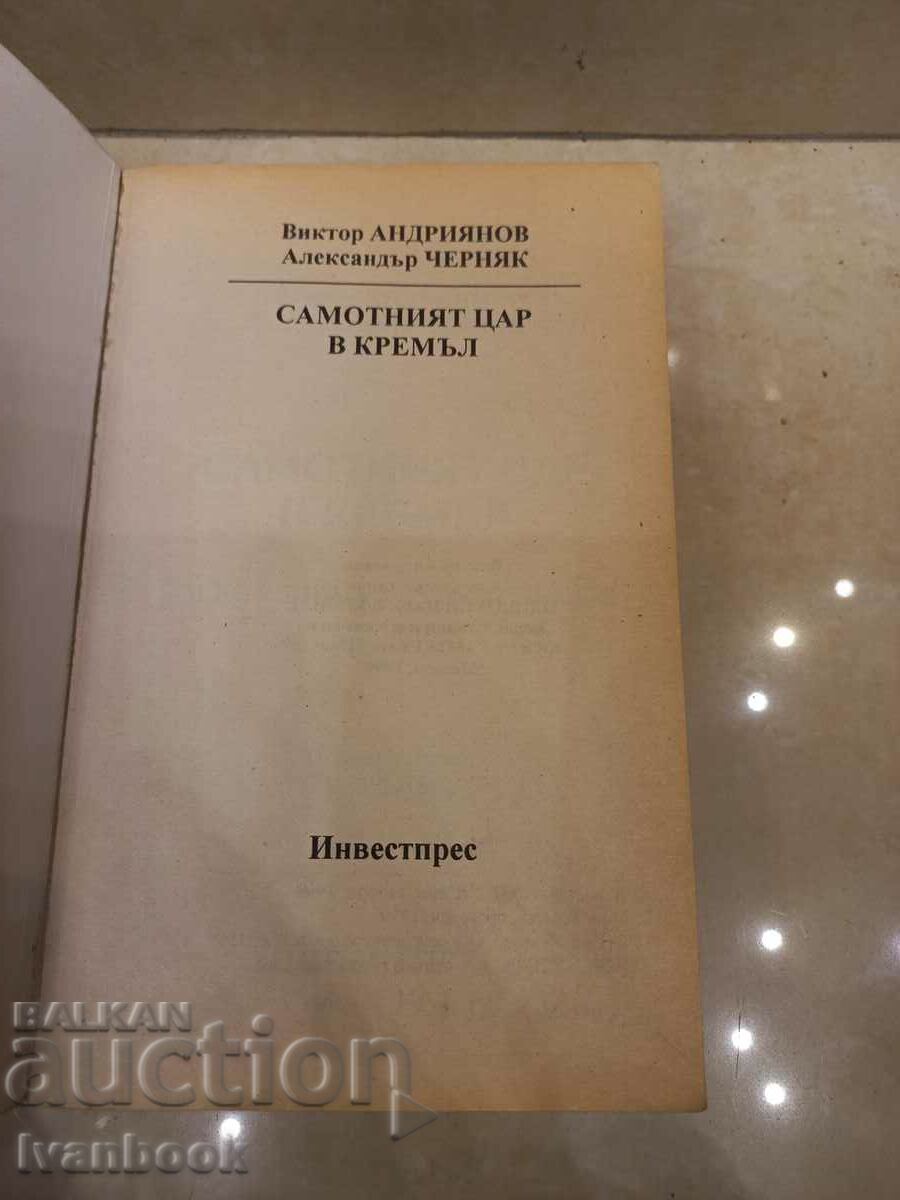 Виктор АНДРИЯНОВ
Александър ЧЕРНЯК
САМОТНИЯТ ЦАР
В КРЕМЪЛ
Инвестпрес
BALKAN
auction
Ivanbook